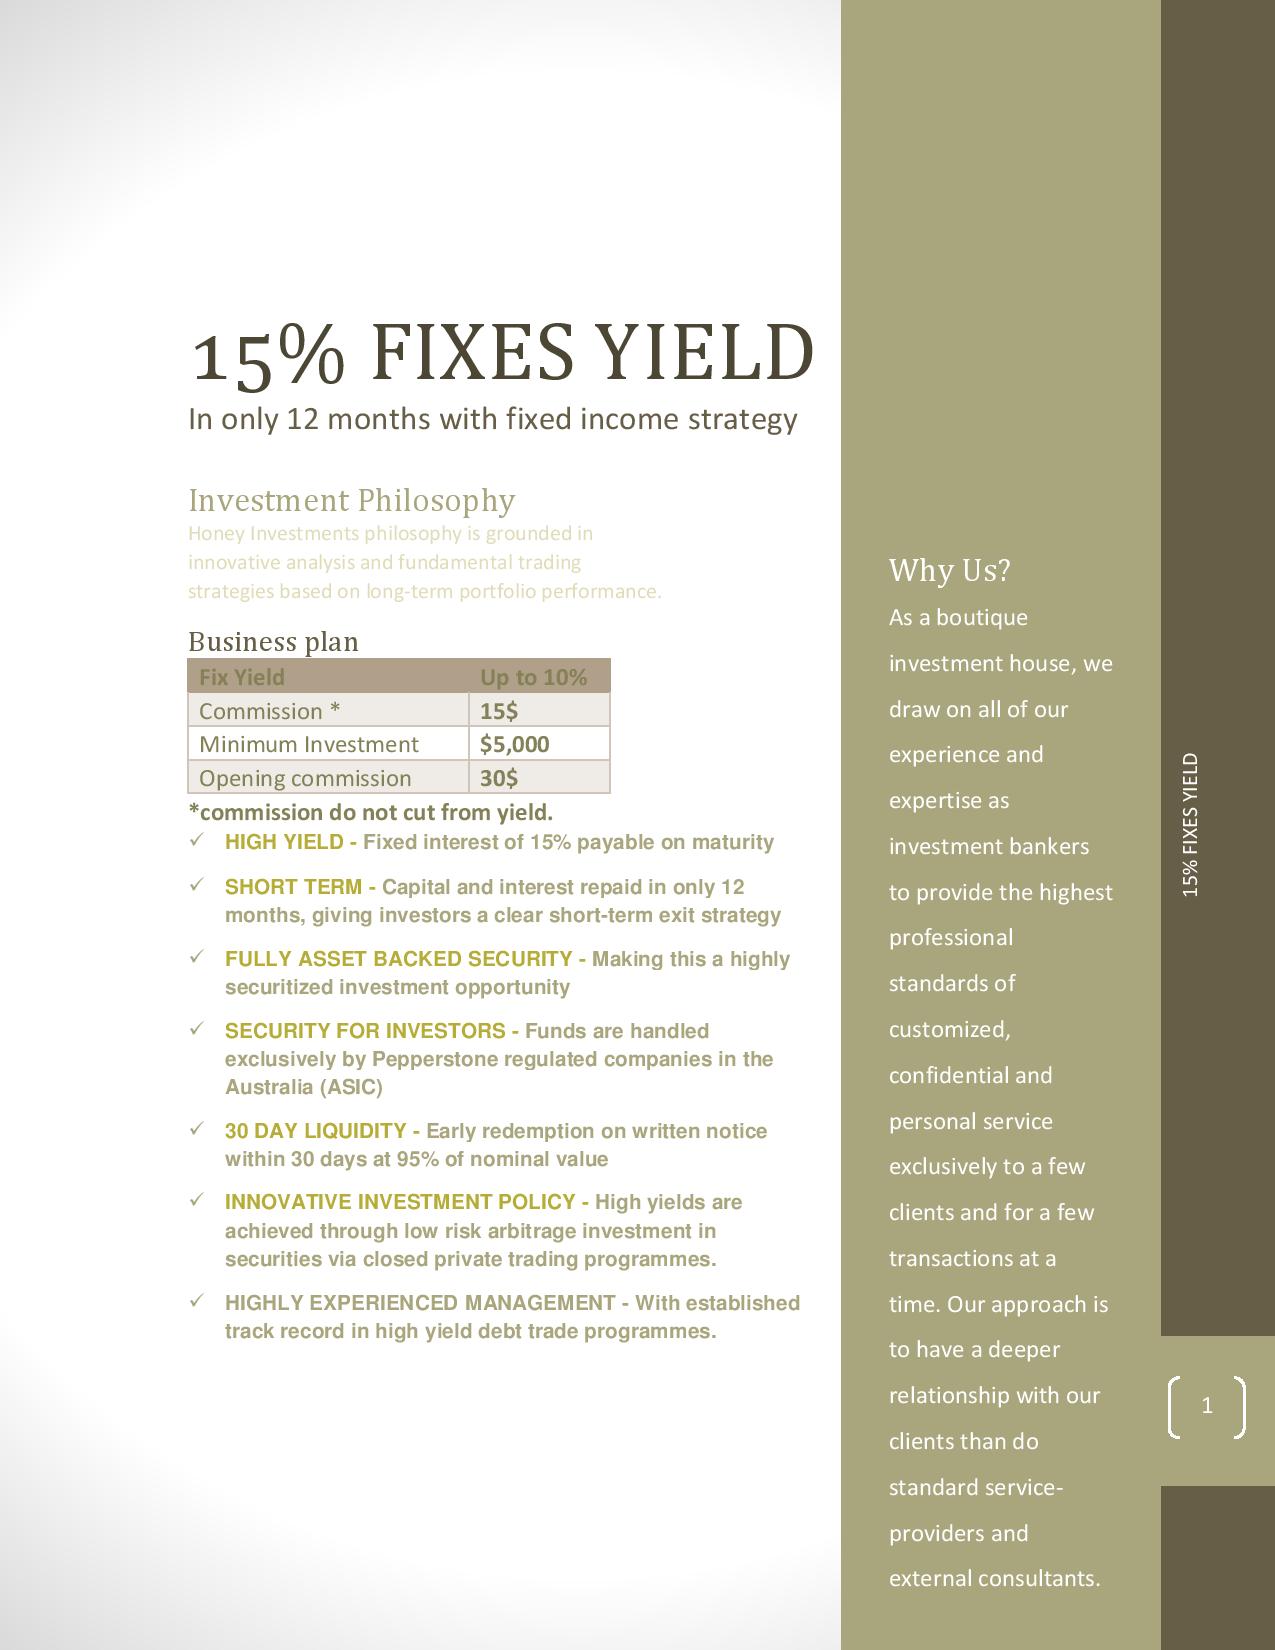 15% FIXES YIELD
In only 12 months with fixed income strategy
Investment Philosophy
Honey Investments philosophy is grounded in
innovative analysis and fundamental trading
strategies based on long-term portfolio performance.
Business plan
Fix Yield Up to 10%
Commission * 15$
Minimum Investment $5,000
Opening commission 30$
*commission do not cut from yield.
✓ HIGH YIELD - Fixed interest of 15% payable on maturity
✓ SHORT TERM - Capital and interest repaid in only 12
months, giving investors a clear short-term exit strategy
✓ FULLY ASSET BACKED SECURITY - Making this a highly
securitized investment opportunity
✓ SECURITY FOR INVESTORS - Funds are handled
exclusively by Pepperstone regulated companies in the
Australia (ASIC)
✓ 30 DAY LIQUIDITY - Early redemption on written notice
within 30 days at 95% of nominal value
✓ INNOVATIVE INVESTMENT POLICY - High yields are
achieved through low risk arbitrage investment in
securities via closed private trading programmes.
✓ HIGHLY EXPERIENCED MANAGEMENT - With established
track record in high yield debt trade programmes.
Why Us?
As a boutique
investment house, we
draw on all of our
experience and
expertise as
investment bankers
to provide the highest
professional
standards of
customized,
confidential and
personal service
exclusively to a few
clients and for a few
transactions at a
time. Our approach is
to have a deeper
relationship with our
clients than do
standard service-
providers and
external consultants.
15% FIXES YIELD
1